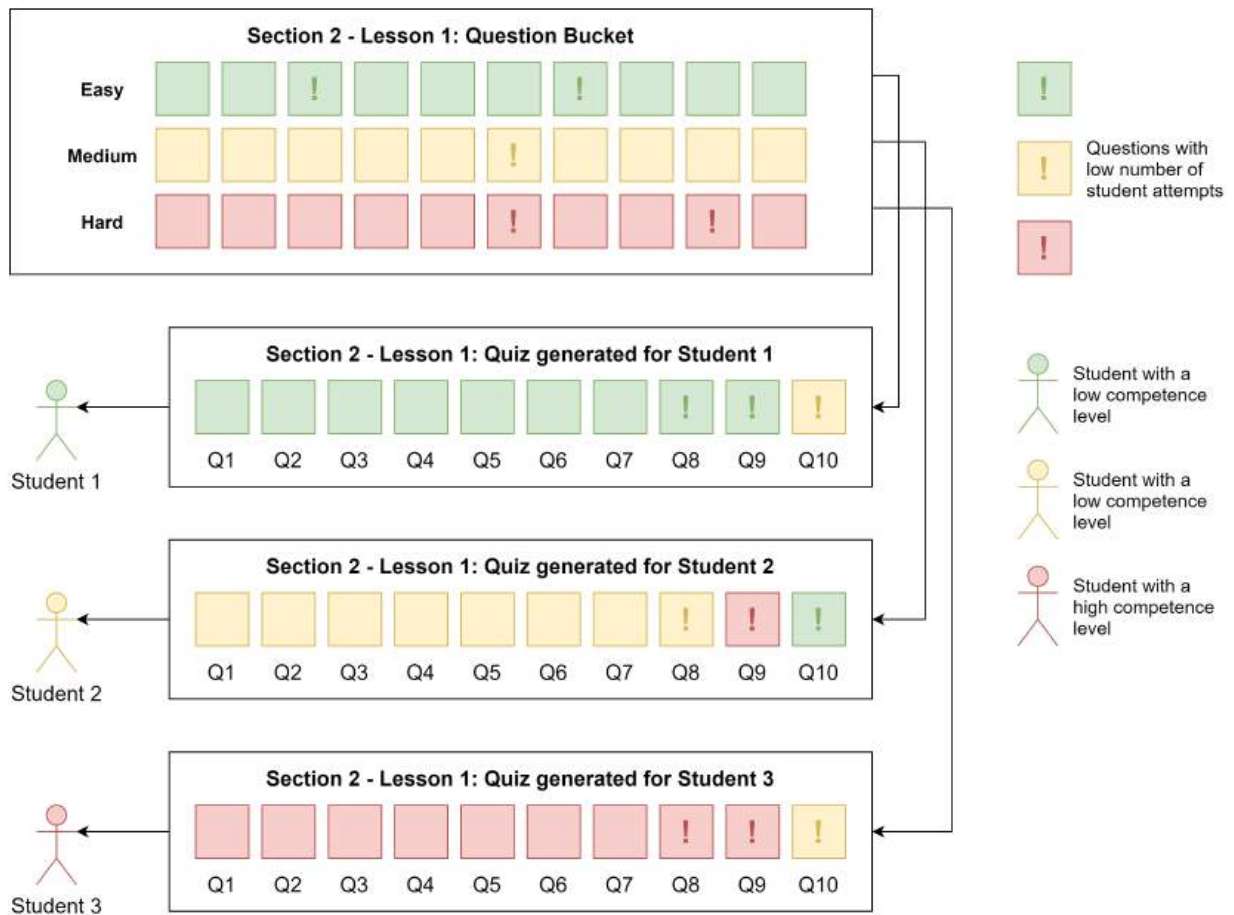 Section 2 - Lesson 1: Question Bucket
Easy
!
!
Medium
!
Hard
!
!
!
!
Questions with
low number of
student attempts
!
Section 2 - Lesson 1: Quiz generated for Student 1
! ! !
Q1 Q2 Q3 Q4 Q5 Q6 Q7 Q8 Q9 Q10
Student 1
Student with a
low competence
level
Student with a
low competence
level
Section 2 - Lesson 1: Quiz generated for Student 2
! ! !
Q1 Q2 Q3 Q4 Q5 Q6 Q7 Q8 Q9 Q10
Student 2
Student with a
high competence
level
Section 2 - Lesson 1: Quiz generated for Student 3
! ! !
Q1 Q2 Q3 Q4 Q5 Q6 Q7 Q8 Q9 Q10
Student 3